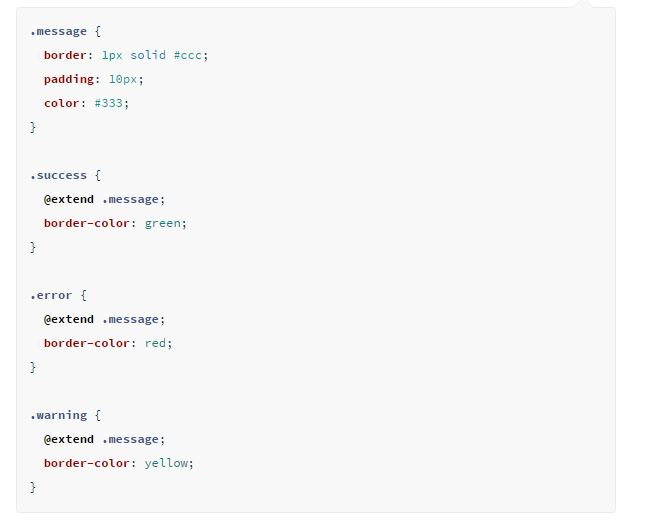 .message {
  border: 1px solid #ccc;
  padding: 10px;
  color: #333;
}

.success {
  @extend .message;
  border-color: green;
}

.error {
  @extend .message;
  border-color: red;
}

.warning {
  @extend .message;
  border-color: yellow;
}